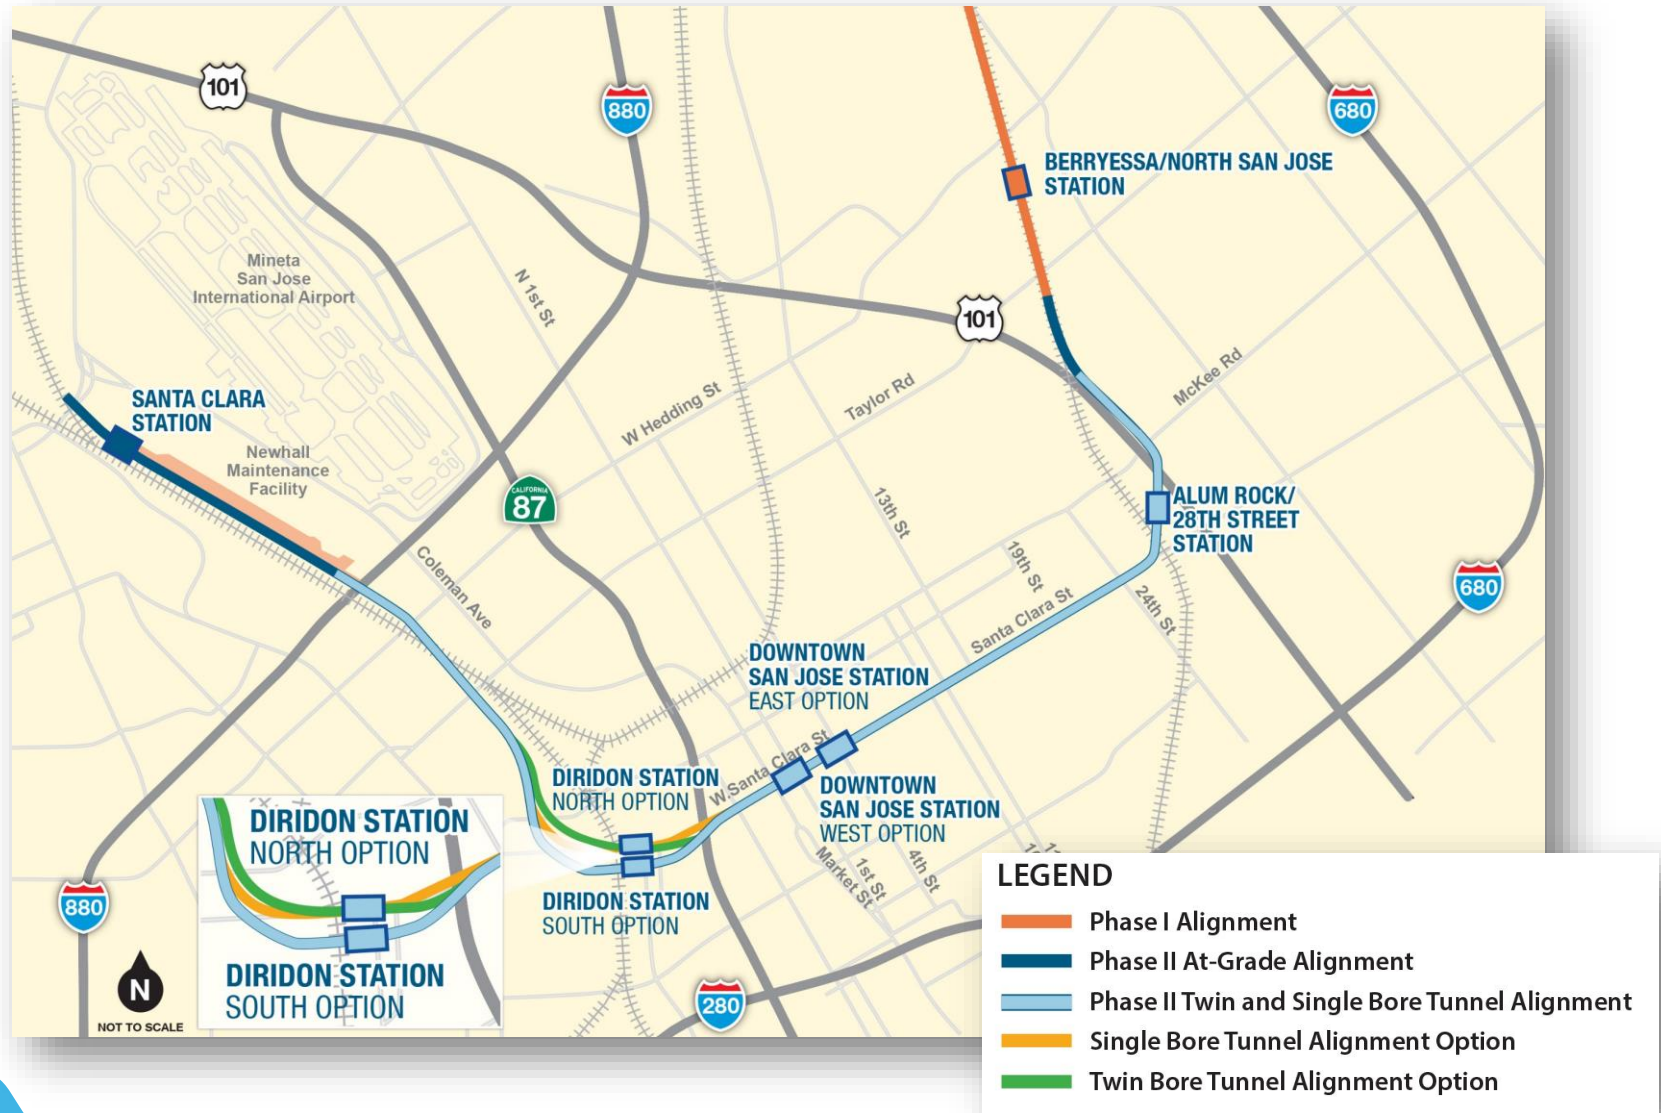 101
880
680
BERRYESSA/NORTH SAN JOSE
STATION
Mineta
San Jose
International Airport
N 1st St
101
McKee Rd
Taylor Rd
W Hedding St
SANTA CLARA
STATION
Newhall
Maintenance
Facility
CALIFORNIA
87
13th St
ALUM ROCK/
28TH STREET
STATION
19th St
24th St
680
Coleman Ave
Santa Clara St
DOWNTOWN
SAN JOSE STATION
EAST OPTION
W.Santa Clara St
DIRIDON STATION
NORTH OPTION
DOWNTOWN
SAN JOSE STATION
WEST OPTION
Market St
1st St
4th St
DIRIDON STATION
SOUTH OPTION
DIRIDON STATION
NORTH OPTION
DIRIDON STATION
SOUTH OPTION
880
N
NOT TO SCALE
280
LEGEND
Phase I Alignment
Phase II At-Grade Alignment
Phase II Twin and Single Bore Tunnel Alignment
Single Bore Tunnel Alignment Option
Twin Bore Tunnel Alignment Option